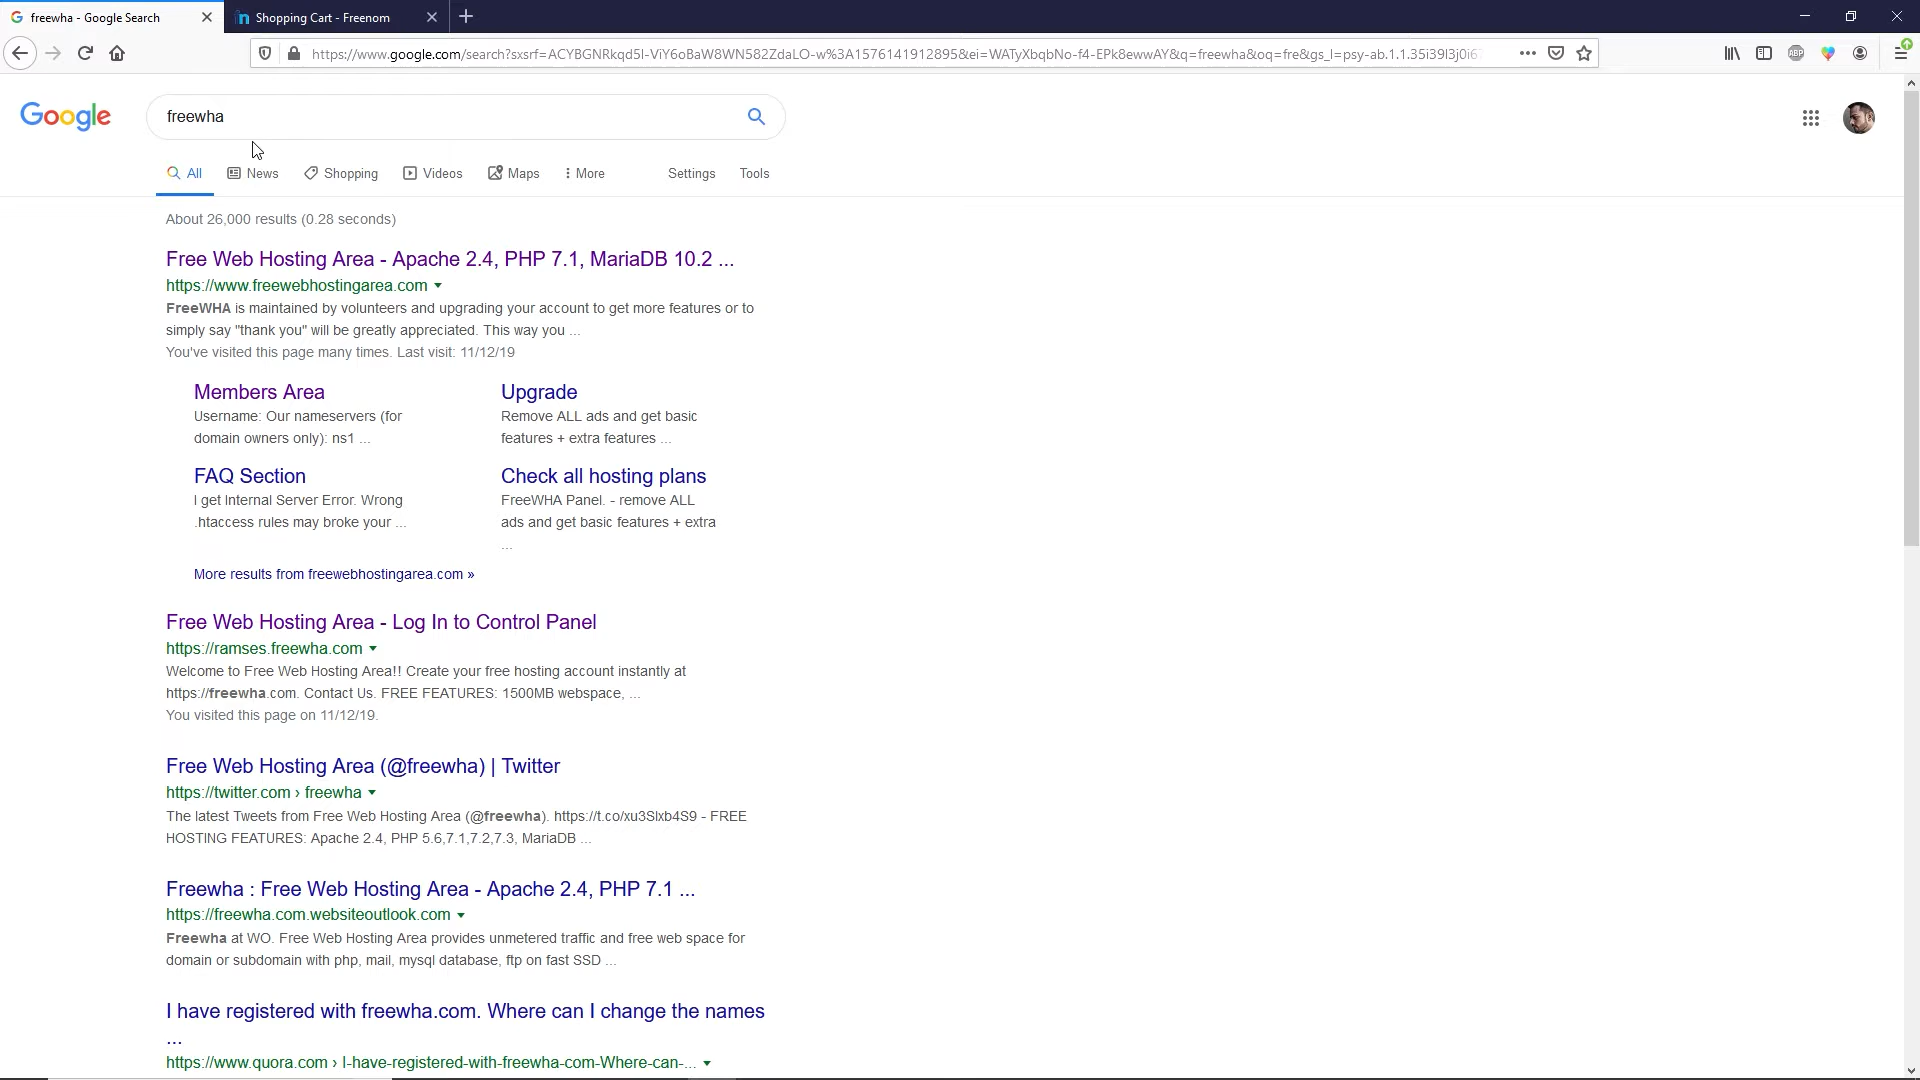 freewha - Google Search
Shopping Cart - Freenom
https://www.google.com/search?sxsrf=ACYBGNRkqd5I-ViY6oBaW8WN582ZdaLO-w%3A1576141912895&ei=WATyXbqbNo-f4-EPk8ewwAY&q=freewha&oq=fre&gs_l=psy-ab.1.1.35i39l3j0i6
ABP
Google
freewha
All
News
Shopping
Videos
Maps
More
Settings
Tools
About 26,000 results (0.28 seconds)
Free Web Hosting Area - Apache 2.4, PHP 7.1, MariaDB 10.2 ...
https://www.freewebhostingarea.com
FreeWHA is maintained by volunteers and upgrading your account to get more features or to
simply say "thank you" will be greatly appreciated. This way you ...
You've visited this page many times. Last visit: 11/12/19
Members Area
Username: Our nameservers (for
domain owners only): ns1 ...
Upgrade
Remove ALL ads and get basic
features + extra features ...
FAQ Section
I get Internal Server Error. Wrong
.htaccess rules may broke your ...
Check all hosting plans
FreeWHA Panel. - remove ALL
ads and get basic features + extra
...
More results from freewebhostingarea.com »
Free Web Hosting Area - Log In to Control Panel
https://ramses.freewha.com
Welcome to Free Web Hosting Area!! Create your free hosting account instantly at
https://freewha.com. Contact Us. FREE FEATURES: 1500MB webspace, ...
You visited this page on 11/12/19.
Free Web Hosting Area (@freewha) | Twitter
https://twitter.com › freewha
The latest Tweets from Free Web Hosting Area (@freewha). https://t.co/xu3Slxb4S9 - FREE
HOSTING FEATURES: Apache 2.4, PHP 5.6,7.1,7.2,7.3, MariaDB ...
Freewha : Free Web Hosting Area - Apache 2.4, PHP 7.1 ...
https://freewha.com.websiteoutlook.com
Freewha at WO. Free Web Hosting Area provides unmetered traffic and free web space for
domain or subdomain with php, mail, mysql database, ftp on fast SSD ...
I have registered with freewha.com. Where can I change the names
...
https://www.quora.com › I-have-registered-with-freewha-com-Where-can-...